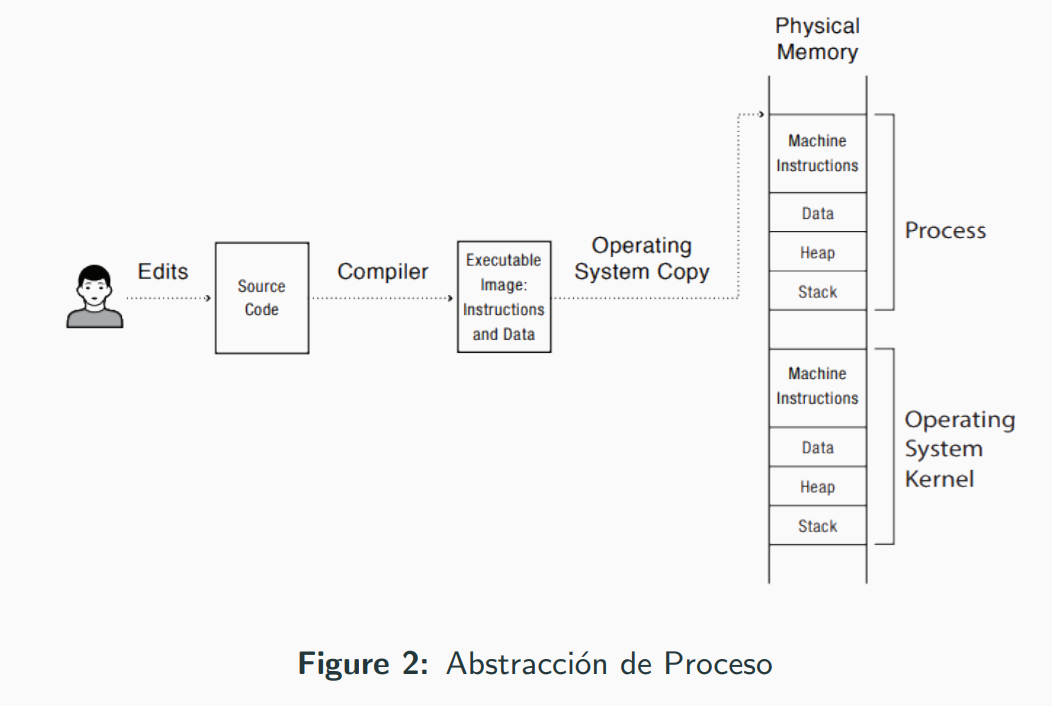 Physical
Memory
Edits
Source
Code
Compiler
Executable
Image:
Instructions
and Data
Operating
System Copy
Machine
Instructions
Data
Heap
Stack
Process
Machine
Instructions
Data
Heap
Stack
Operating
System
Kernel
Figure 2: Abstracción de Proceso